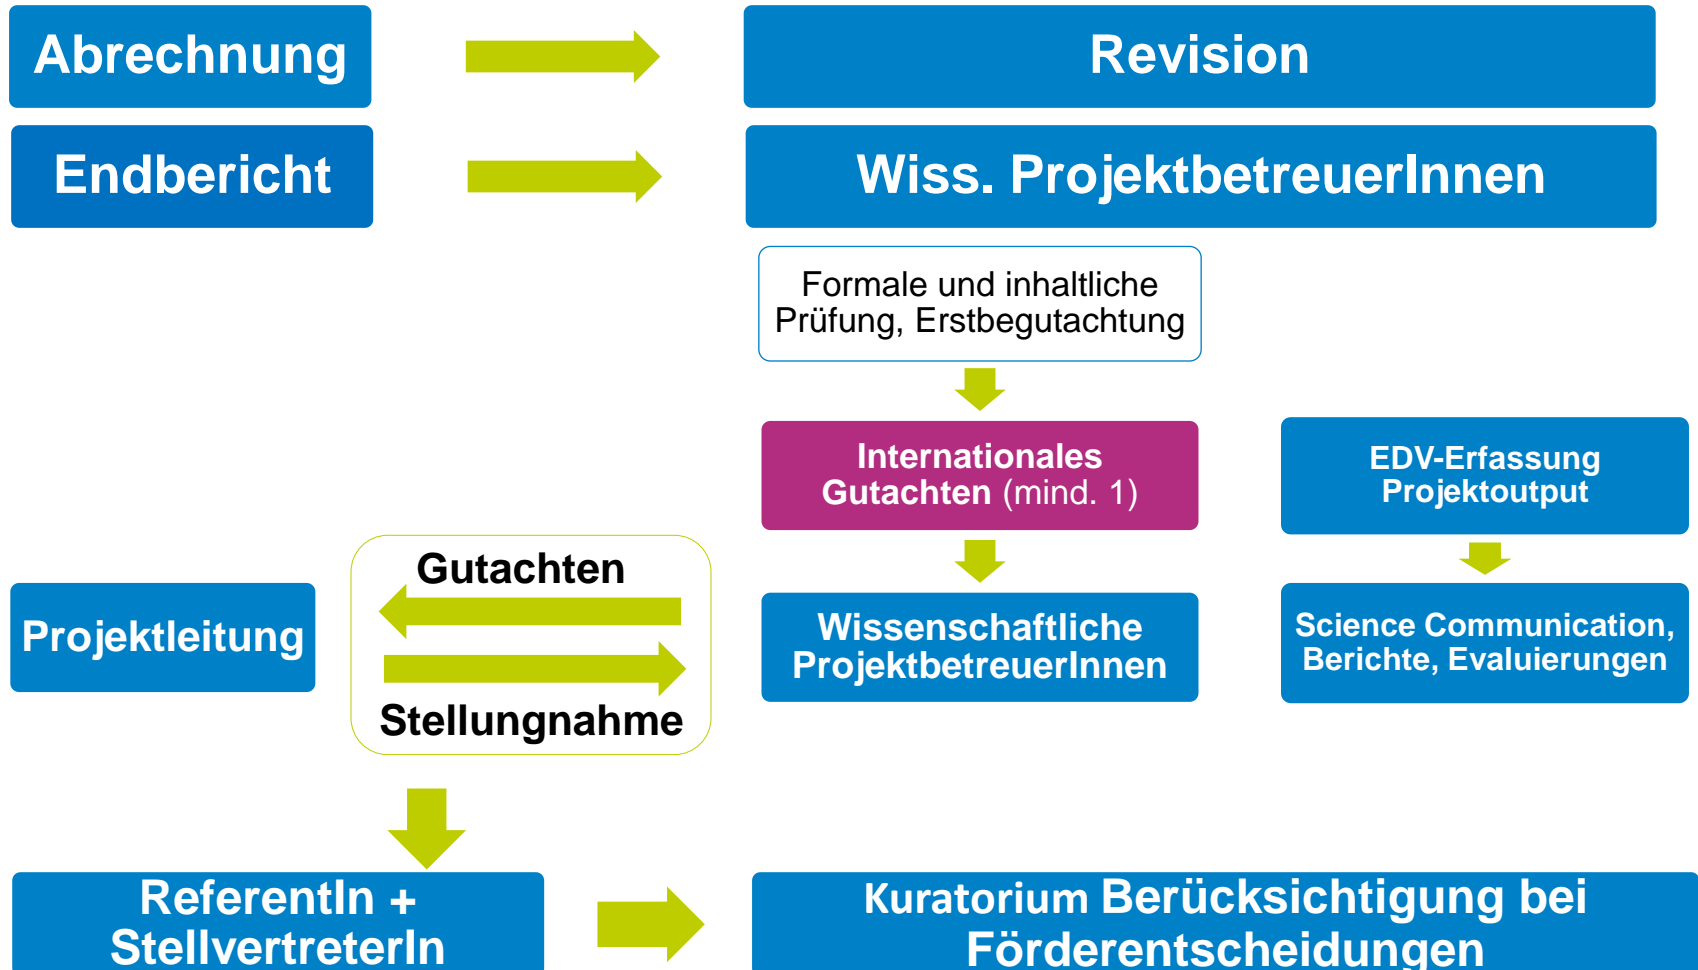 Abrechnung
Revision
Endbericht
Wiss. ProjektbetreuerInnen
Formale und inhaltliche
Prüfung, Erstbegutachtung
Internationales
Gutachten (mind. 1)
EDV-Erfassung
Projektoutput
Gutachten
Stellungnahme
Projektleitung
Wissenschaftliche
ProjektbetreuerInnen
Science Communication,
Berichte, Evaluierungen
ReferentIn +
StellvertreterIn
Kuratorium Berücksichtigung bei
Förderentscheidungen